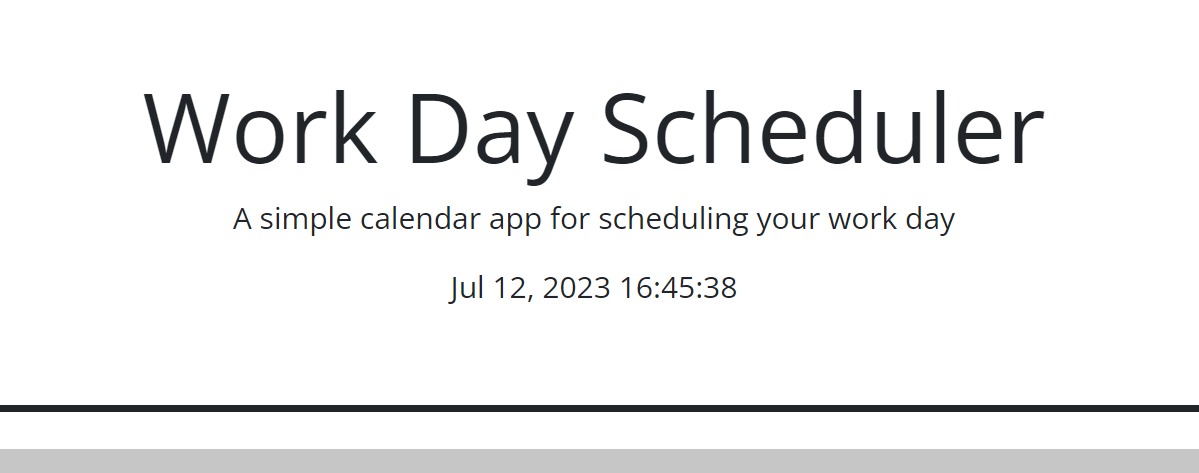 Work Day Scheduler
A simple calendar app for scheduling your work day
Jul 12, 2023 16:45:38